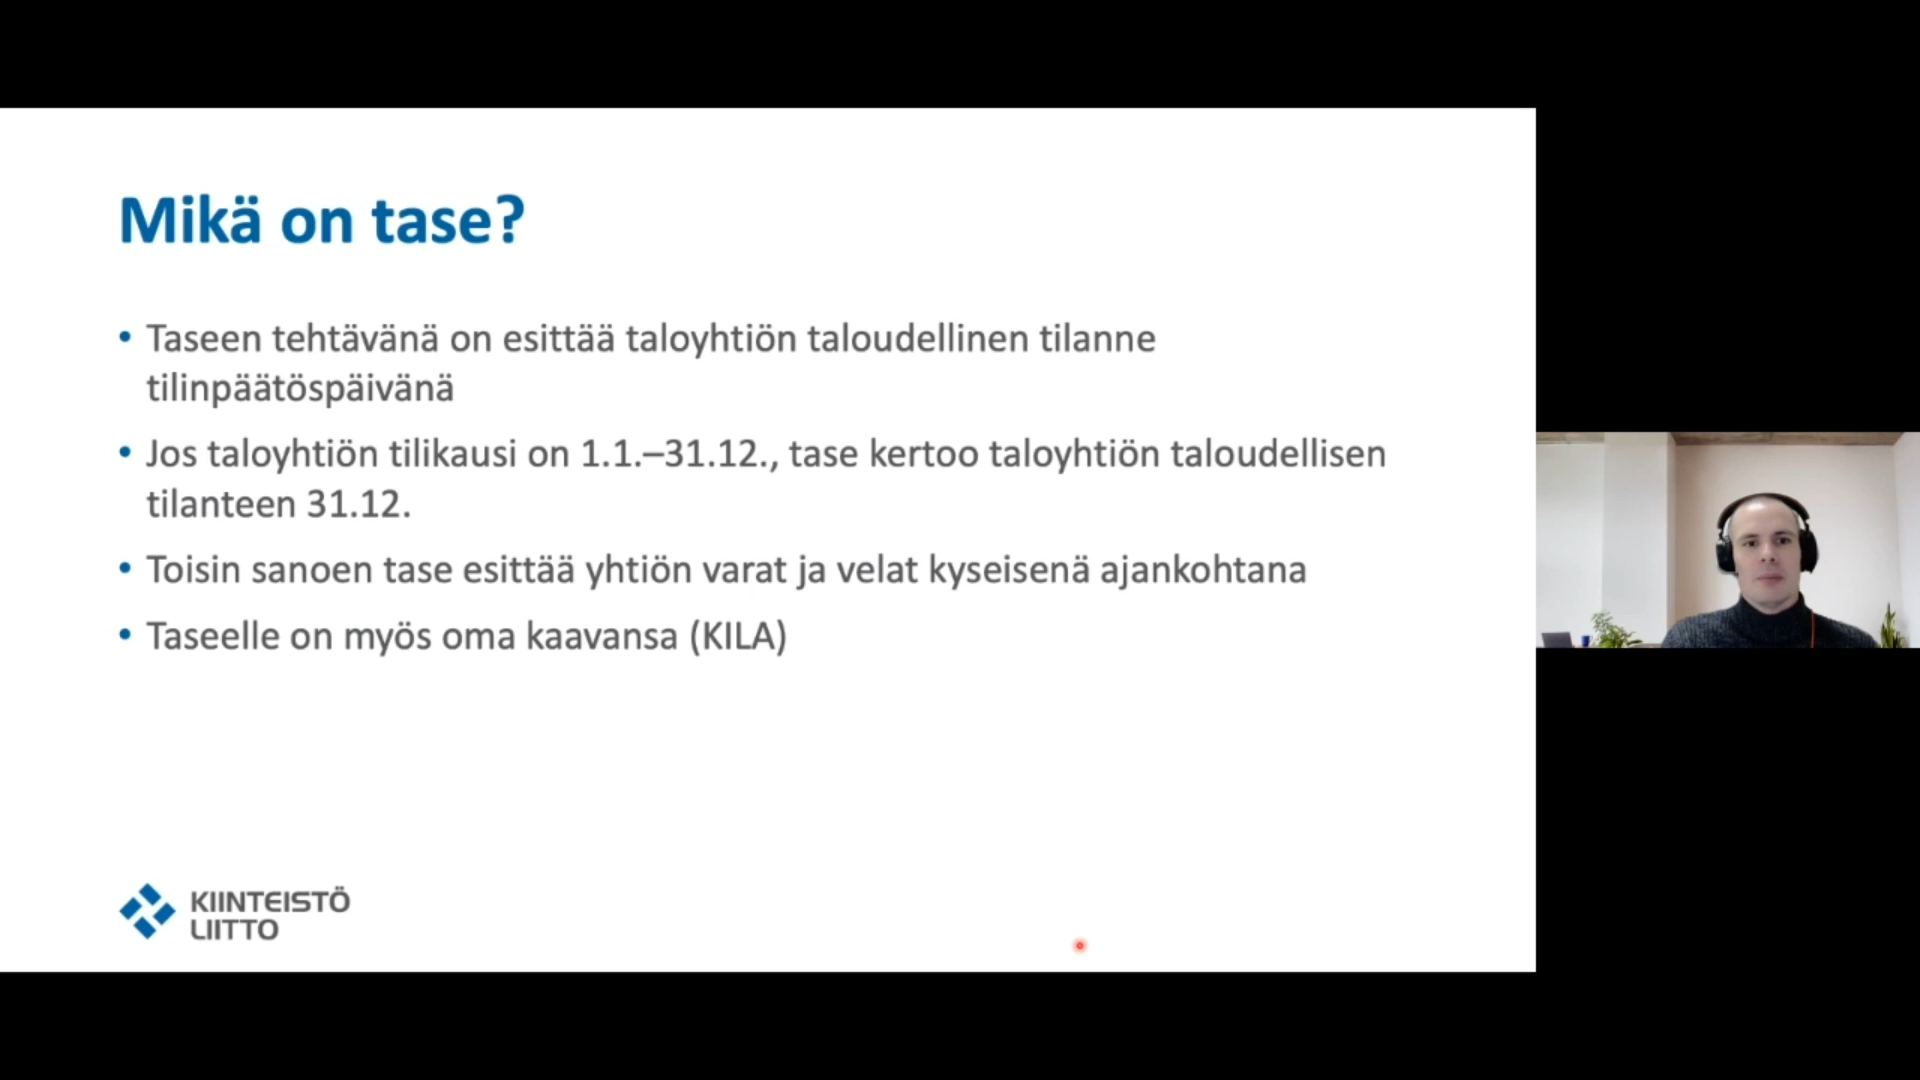 Mikä on tase?
• Taseen tehtävänä on esittää taloyhtiön taloudellinen tilanne
tilinpäätöspäivänä
• Jos taloyhtiön tilikausi on 1.1.–31.12., tase kertoo taloyhtiön taloudellisen
tilanteen 31.12.
• Toisin sanoen tase esittää yhtiön varat ja velat kyseisenä ajankohtana
• Taseelle on myös oma kaavansa (KILA)
KIINTEISTÖ
LIITTO